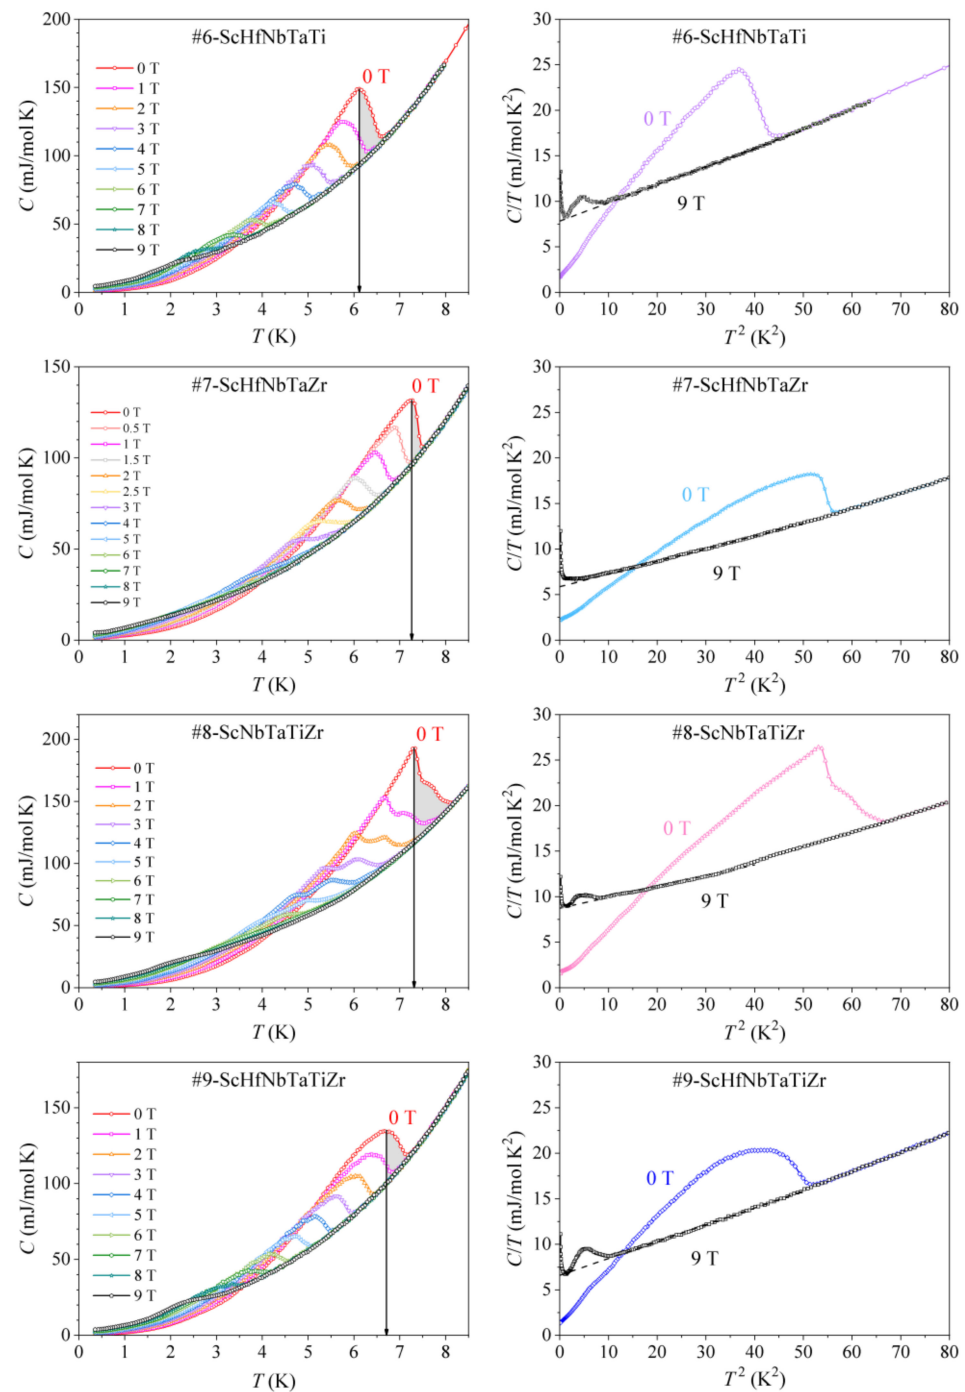 #6-ScHfNbTaTi
0 T
0 T
1 T
2 T
3 T
4 T
5 T
6 T
7 T
8 T
9 T
200
150
100
50
0
C (mJ/mol K)
0 1 2 3 4 5 6 7 8
T (K)
#6-ScHfNbTaTi
0 T
9 T
30
25
20
15
10
5
0
C/T (mJ/mol K²)
0 10 20 30 40 50 60 70 80
T ² (K²)
#7-ScHfNbTaZr
0 T
0 T
0.5 T
1 T
1.5 T
2 T
2.5 T
3 T
4 T
5 T
6 T
7 T
8 T
9 T
150
100
50
0
C (mJ/mol K)
0 1 2 3 4 5 6 7 8
T (K)
#7-ScHfNbTaZr
0 T
9 T
30
25
20
15
10
5
0
C/T (mJ/mol K²)
0 10 20 30 40 50 60 70 80
T ² (K²)
#8-ScNbTaTiZr
0 T
0 T
1 T
2 T
3 T
4 T
5 T
6 T
7 T
8 T
9 T
200
150
100
50
0
C (mJ/mol K)
0 1 2 3 4 5 6 7 8
T (K)
#8-ScNbTaTiZr
0 T
9 T
30
25
20
15
10
5
0
C/T (mJ/mol K²)
0 10 20 30 40 50 60 70 80
T ² (K²)
#9-ScHfNbTaTiZr
0 T
0 T
1 T
2 T
3 T
4 T
5 T
6 T
7 T
8 T
9 T
150
100
50
0
C (mJ/mol K)
0 1 2 3 4 5 6 7 8
T (K)
#9-ScHfNbTaTiZr
0 T
9 T
30
25
20
15
10
5
0
C/T (mJ/mol K²)
0 10 20 30 40 50 60 70 80
T ² (K²)